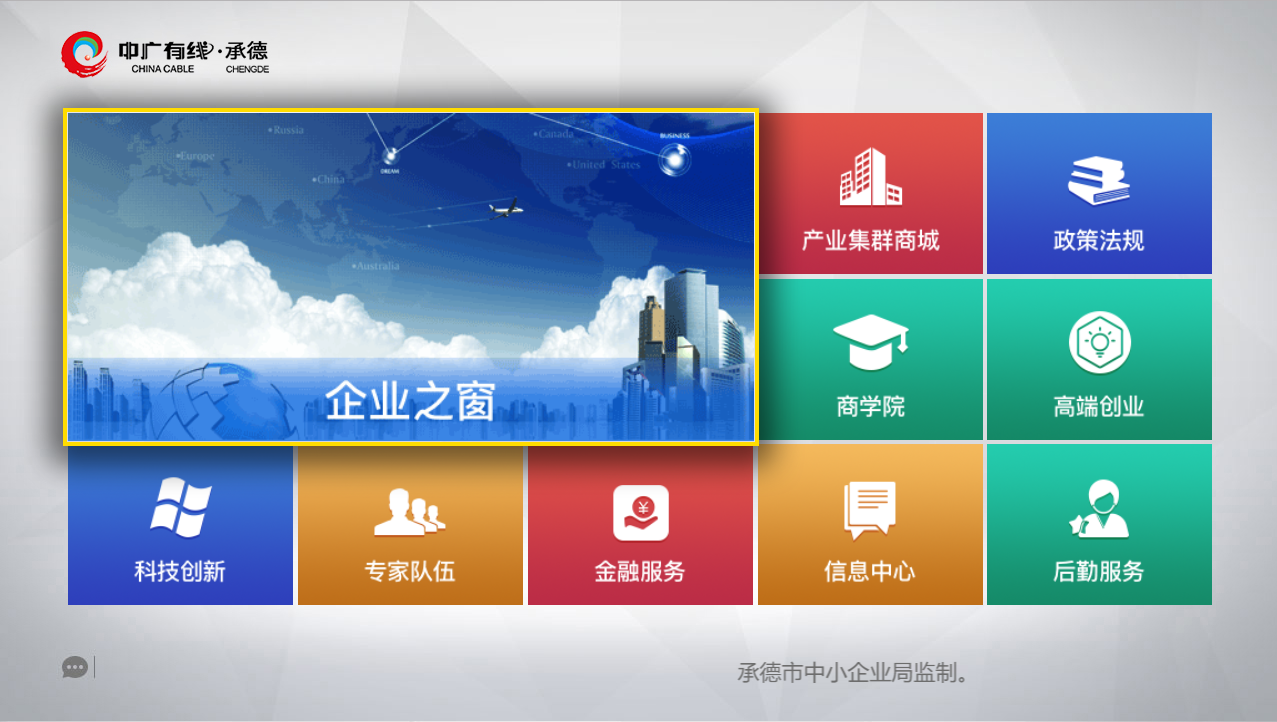 中广有线·承德
CHINA CABLE CHENGDE
Russia
Canada
BUSINESS
Europe
United States
DREAM
China
Australia
企业之窗
产业集群商城
政策法规
商学院
高端创业
科技创新
专家队伍
金融服务
信息中心
后勤服务
承德市中小企业局监制。